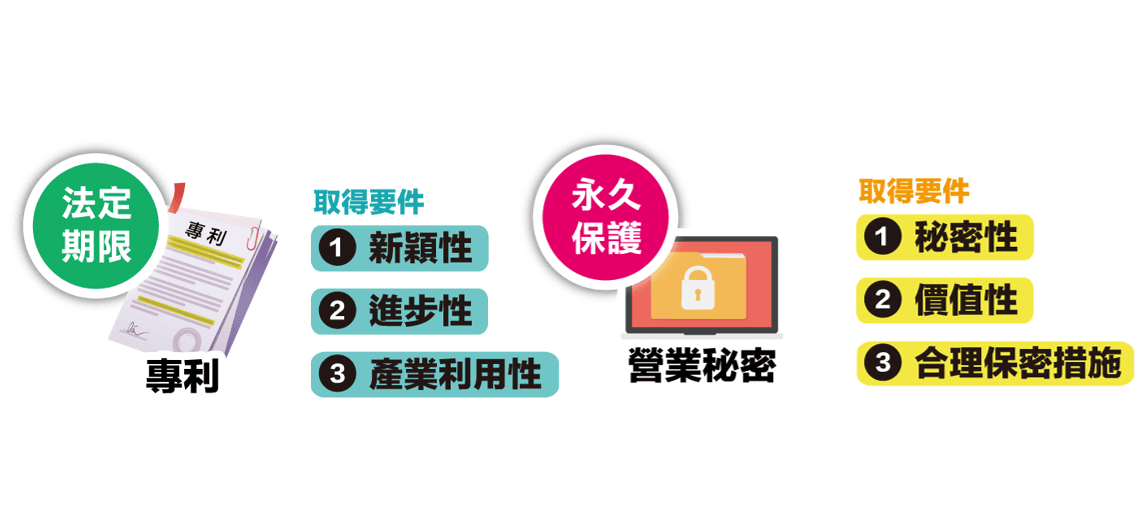 法定
期限
專利
專利
取得要件
1 新穎性
2 進步性
3 產業利用性
永久
保護
營業秘密
取得要件
1 秘密性
2 價值性
3 合理保密措施